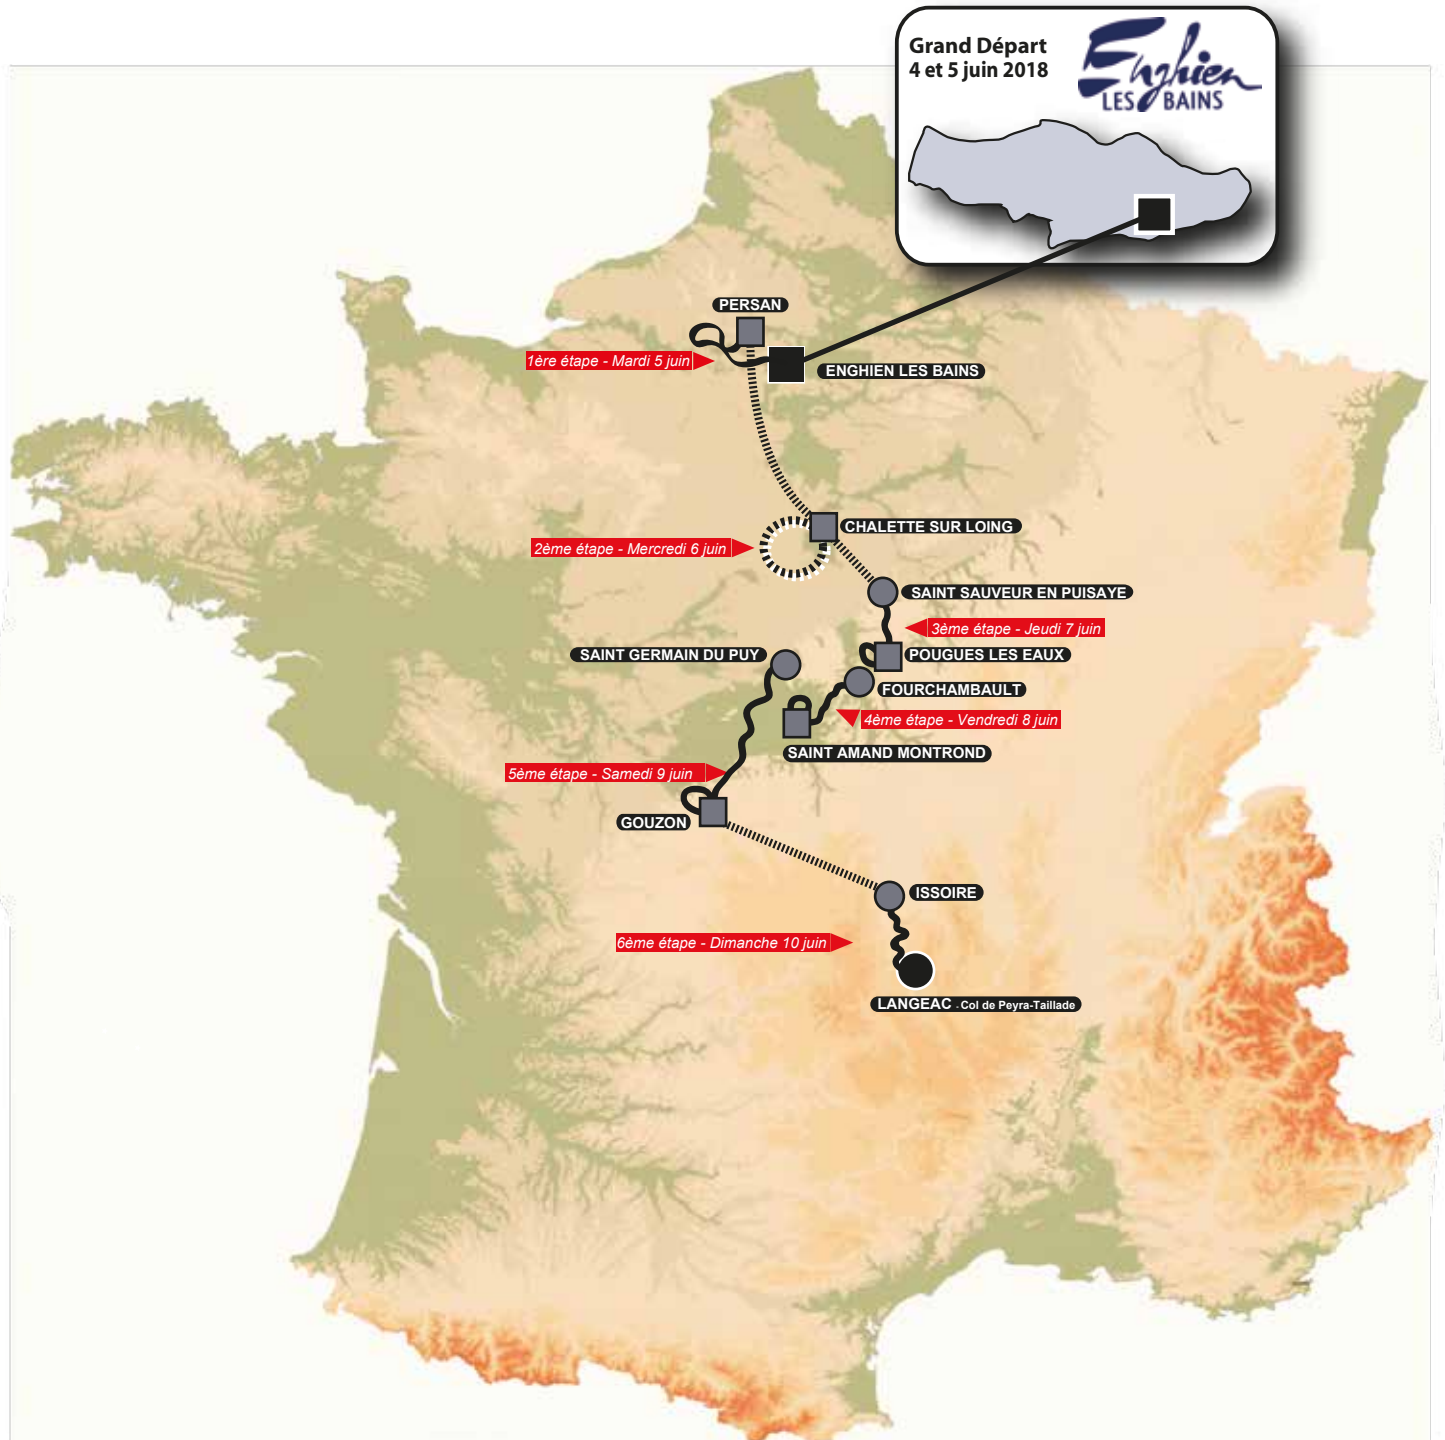 Grand Départ
4 et 5 juin 2018
Enghien
LES BAINS
PERSAN
1ère étape - Mardi 5 juin
ENGHIEN LES BAINS
CHALETTE SUR LOING
2ème étape - Mercredi 6 juin
SAINT SAUVEUR EN PUISAYE
3ème étape - Jeudi 7 juin
SAINT GERMAIN DU PUY
POUGUES LES EAUX
FOURCHAMBAULT
4ème étape - Vendredi 8 juin
SAINT AMAND MONTROND
5ème étape - Samedi 9 juin
GOUZON
ISSOIRE
6ème étape - Dimanche 10 juin
LANGEAC - Col de Peyra-Taillade